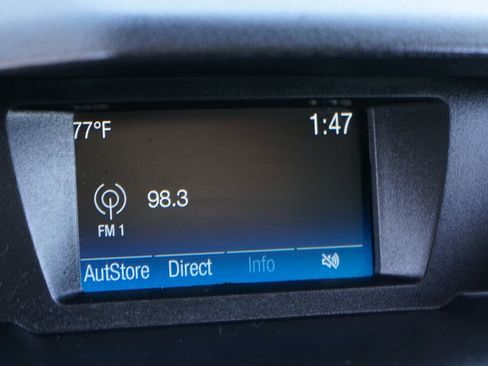 77°F 1:47
98.3
FM 1
AutStore Direct Info